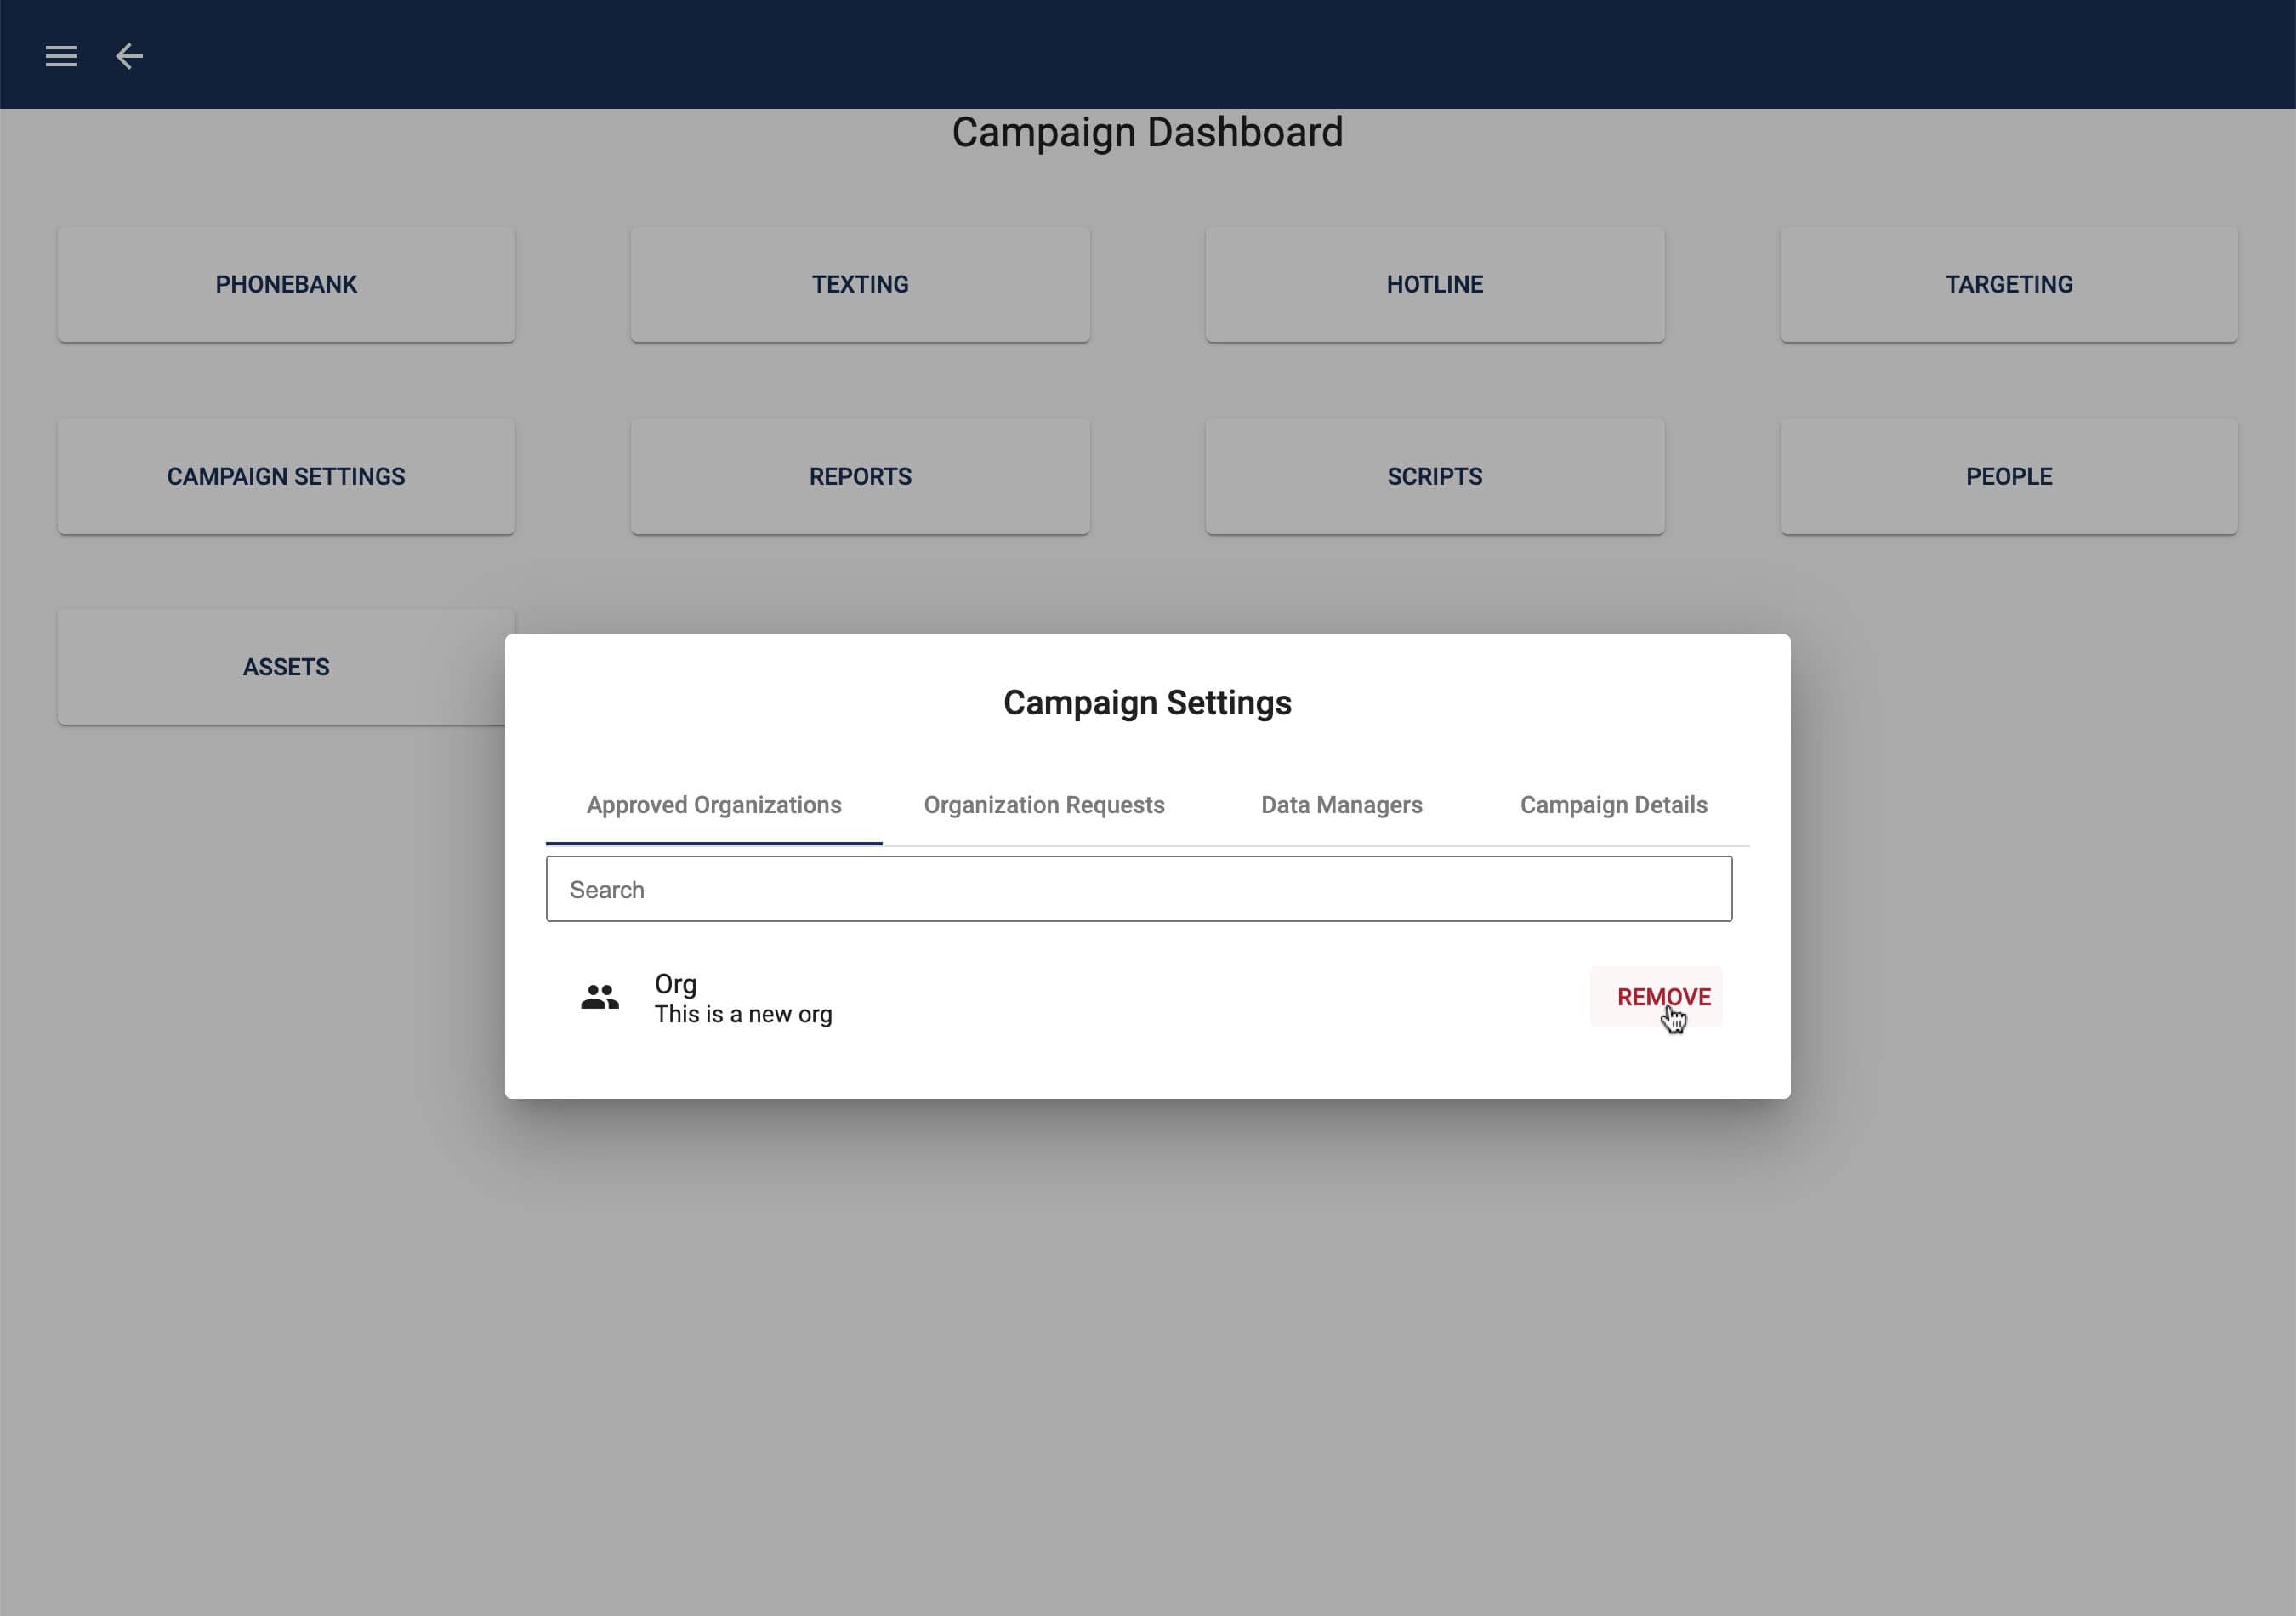 Campaign Dashboard
PHONEBANK
TEXTING
HOTLINE
TARGETING
CAMPAIGN SETTINGS
REPORTS
SCRIPTS
PEOPLE
ASSETS
Campaign Settings
Approved Organizations
Organization Requests
Data Managers
Campaign Details
Search
Org
This is a new org
REMOVE